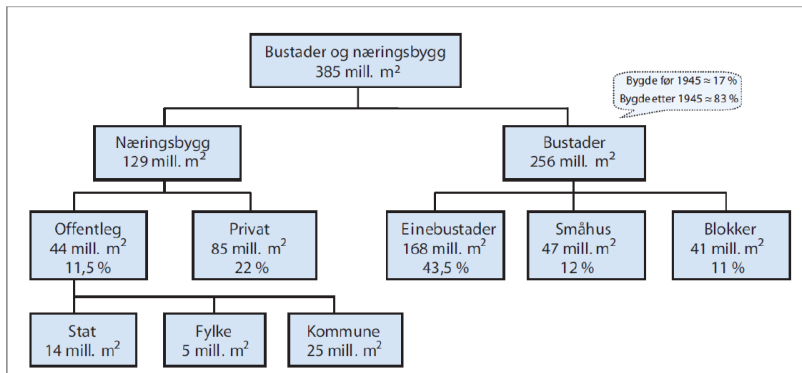 Bustader og næringsbygg
385 mill. m²
Bygde før 1945 ≈ 17 %
Bygde etter 1945 ≈ 83 %
Næringsbygg
129 mill. m²
Bustader
256 mill. m²
Offentleg
44 mill. m²
11,5 %
Privat
85 mill. m²
22 %
Einebustader
168 mill. m²
43,5 %
Småhus
47 mill. m²
12 %
Blokker
41 mill. m²
11 %
Stat
14 mill. m²
Fylke
5 mill. m²
Kommune
25 mill. m²